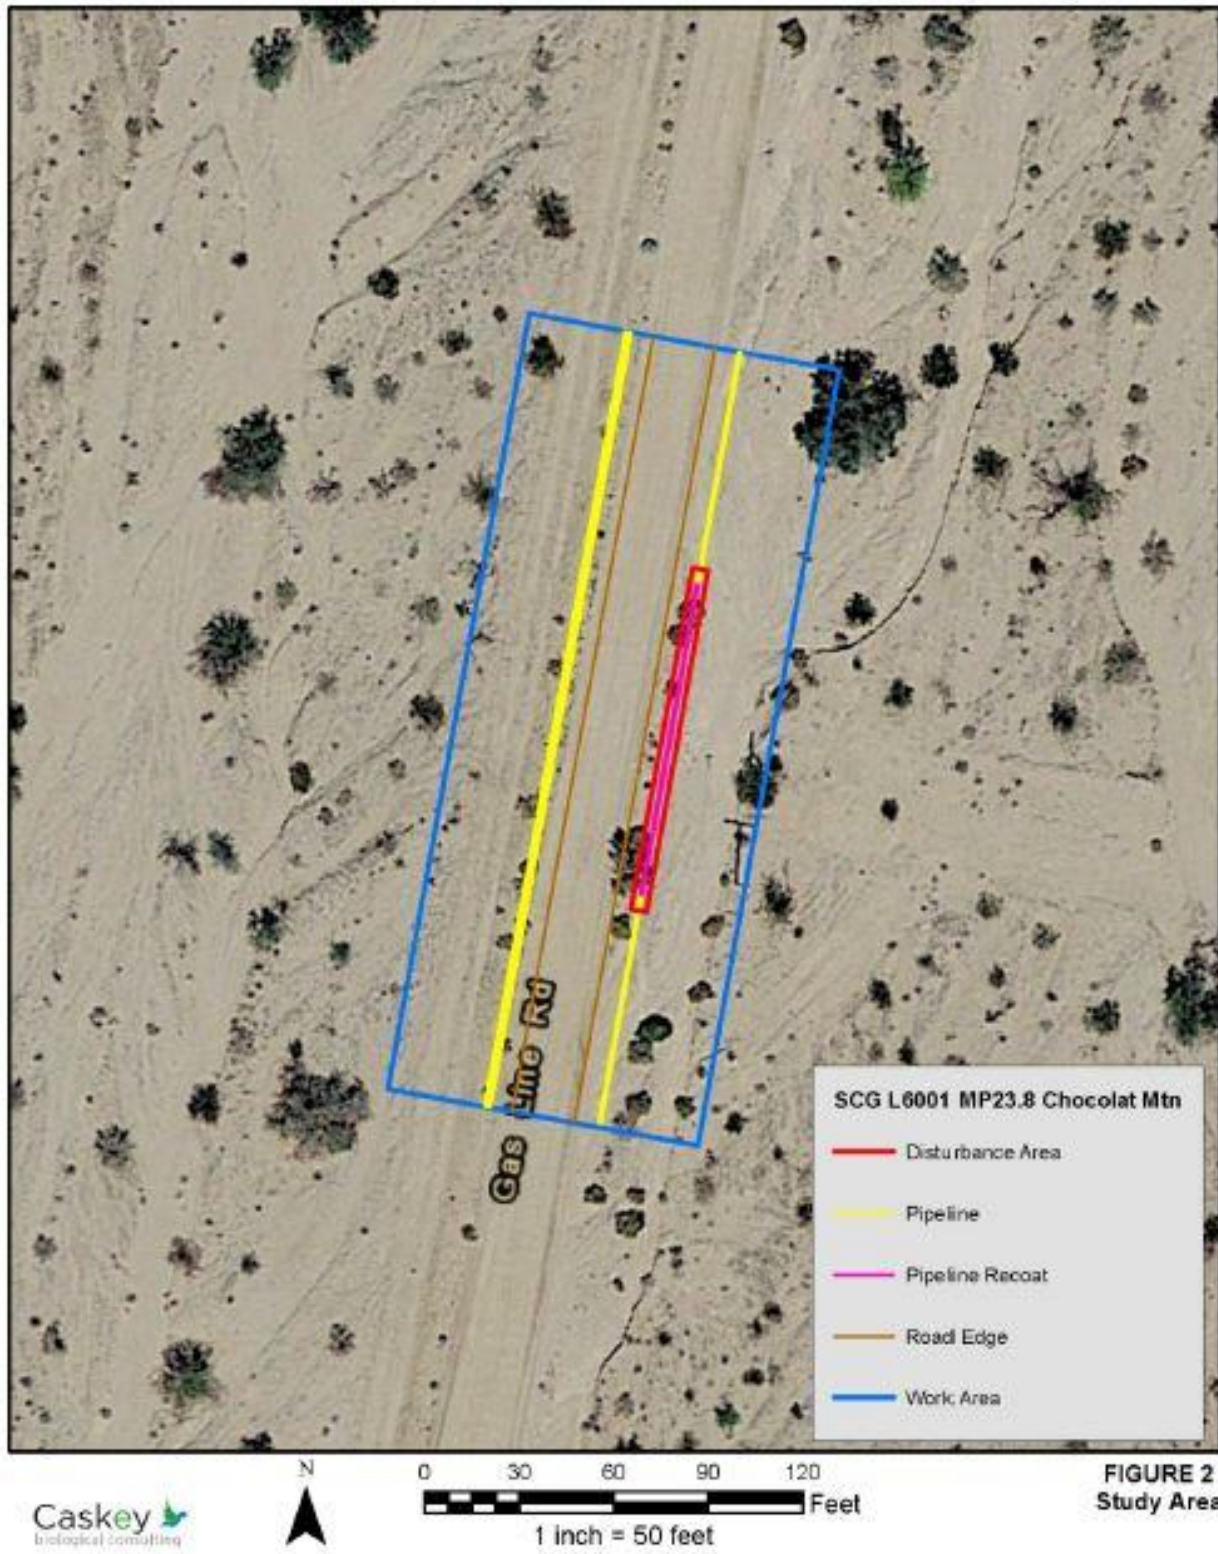 Gas Line Rd
SCG L6001 MP23.8 Chocolat Mtn
Disturbance Area
Pipeline
Pipeline Recoat
Road Edge
Work Area
N
0 30 60 90 120
Feet
1 inch = 50 feet
FIGURE 2
Study Area
Caskey
biological consulting